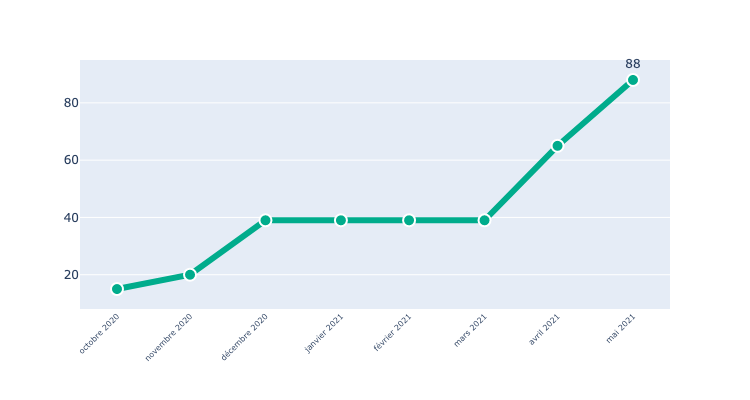 88
80
60
40
20
octobre 2020
novembre 2020
décembre 2020
janvier 2021
février 2021
mars 2021
avril 2021
mai 2021